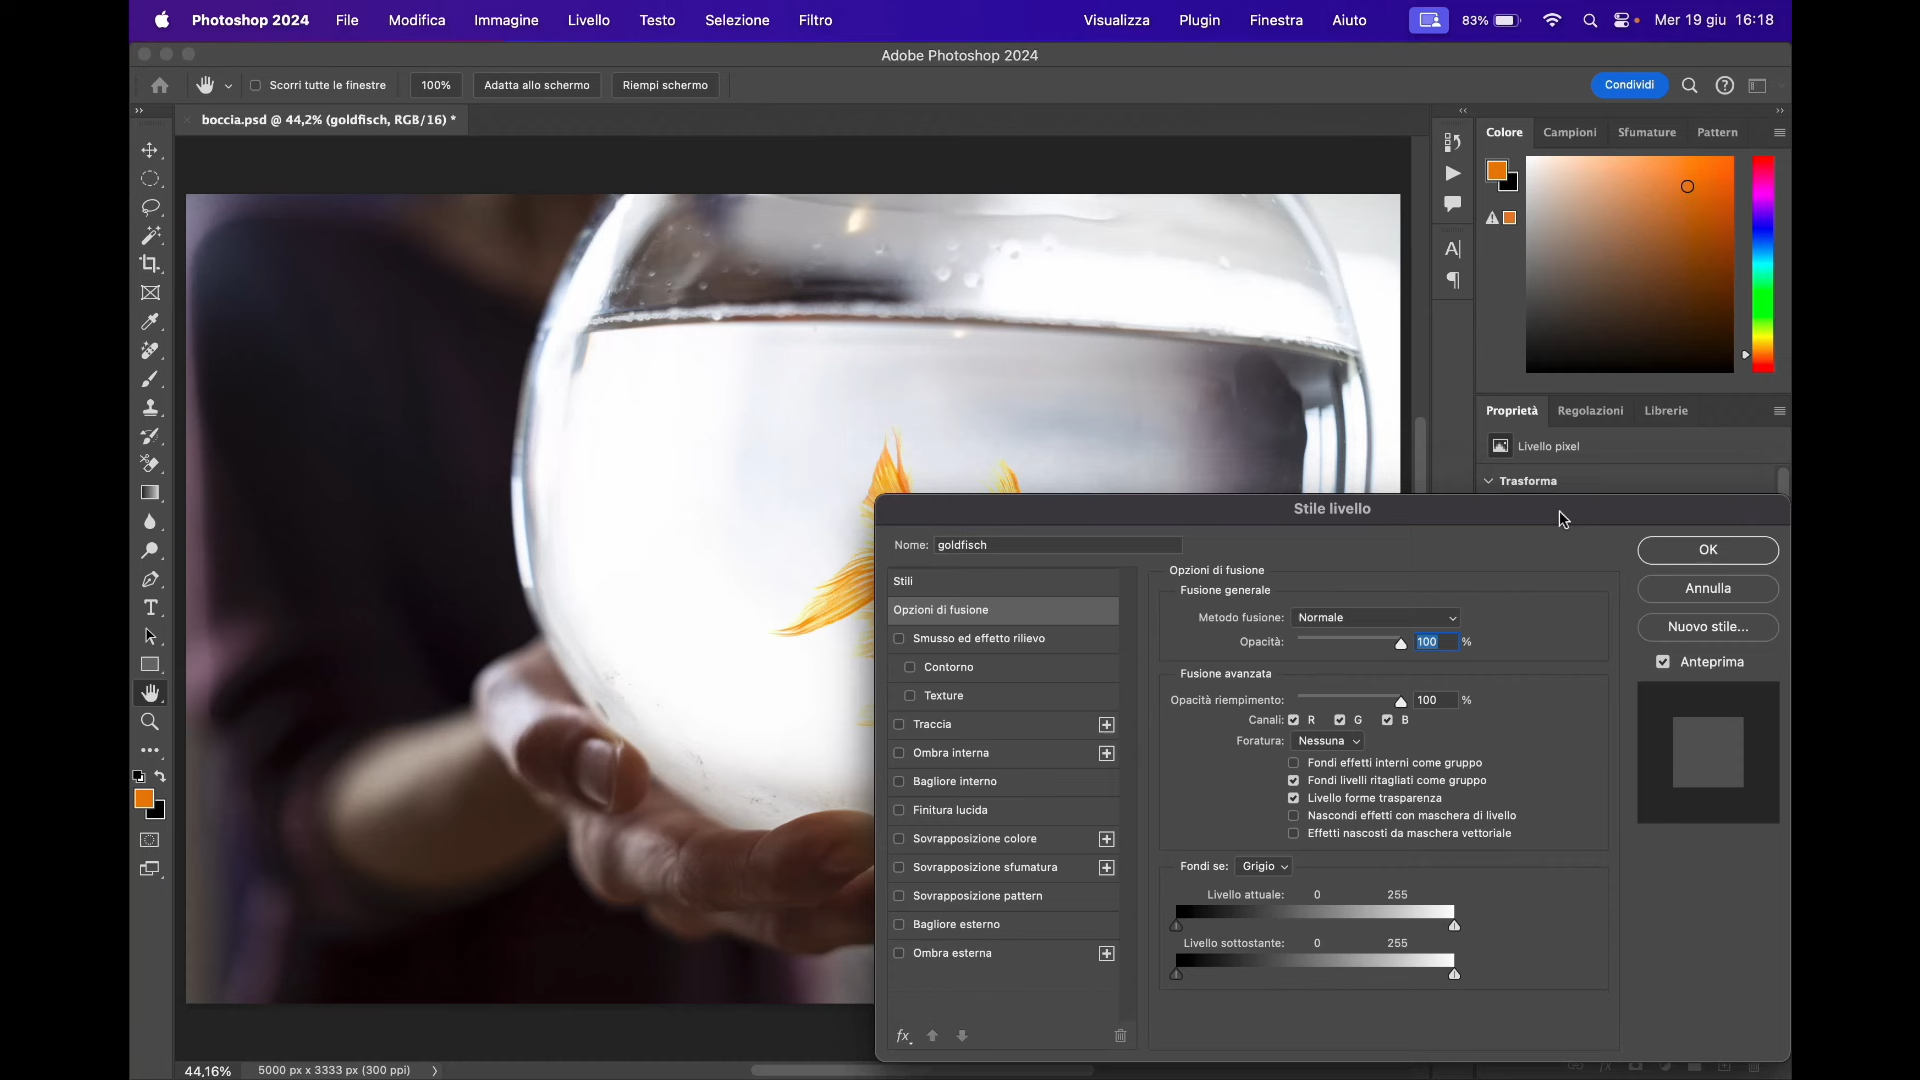 Photoshop 2024 File Modifica Immagine Livello Testo Selezione Filtro Visualizza Plugin Finestra Aiuto 83% Mer 19 giu 16:18
Adobe Photoshop 2024
Scorri tutte le finestre 100% Adatta allo schermo Riempi schermo Condividi
boccia.psd @ 44,2% (goldfisch, RGB/16) *
Colore Campioni Sfumature Pattern
Proprietà Regolazioni Librerie
Livello pixel
Trasforma
Stile livello
Nome: goldfisch
OK
Annulla
Nuovo stile...
Anteprima
Stili
Opzioni di fusione
Smusso ed effetto rilievo
Contorno
Texture
Traccia
Ombra interna
Bagliore interno
Finitura lucida
Sovrapposizione colore
Sovrapposizione sfumatura
Sovrapposizione pattern
Bagliore esterno
Ombra esterna
fx
Opzioni di fusione
Fusione generale
Metodo fusione: Normale
Opacità: 100 %
Fusione avanzata
Opacità riempimento: 100 %
Canali: R G B
Foratura: Nessuna
Fondi effetti interni come gruppo
Fondi livelli ritagliati come gruppo
Livello forme trasparenza
Nascondi effetti con maschera di livello
Effetti nascosti da maschera vettoriale
Fondi se: Grigio
Livello attuale: 0 255
Livello sottostante: 0 255
44,16% 5000 px x 3333 px (300 ppi)